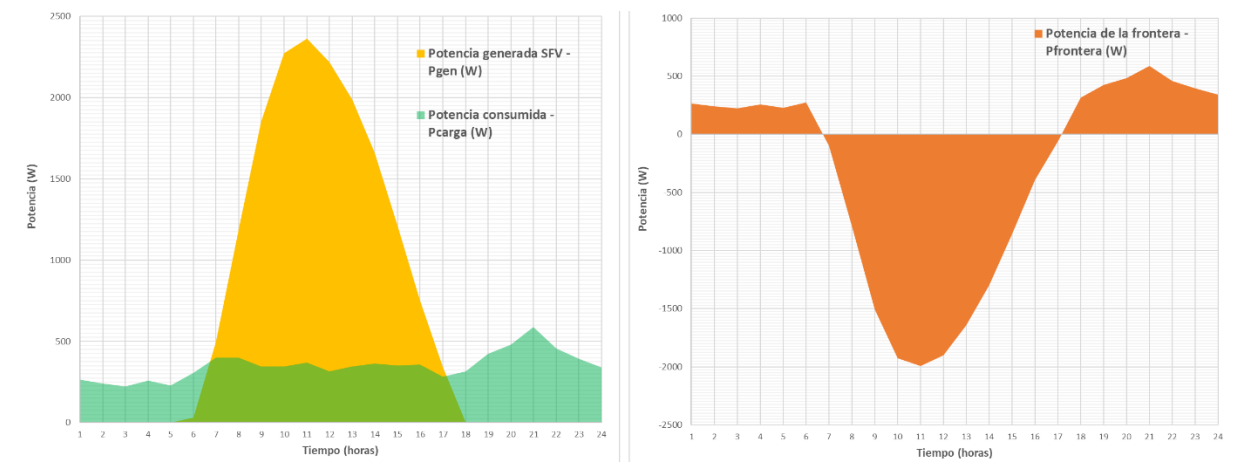 2500
2000
1500
1000
500
0
Potencia (W)
Potencia generada SFV -
Pgen (W)
Potencia consumida -
Pcarga (W)
1 2 3 4 5 6 7 8 9 10 11 12 13 14 15 16 17 18 19 20 21 22 23 24
Tiempo (horas)
1000
500
0
-500
-1000
-1500
-2000
-2500
Potencia (W)
Potencia de la frontera -
Pfrontera (W)
1 2 3 4 5 6 7 8 9 10 11 12 13 14 15 16 17 18 19 20 21 22 23 24
Tiempo (horas)